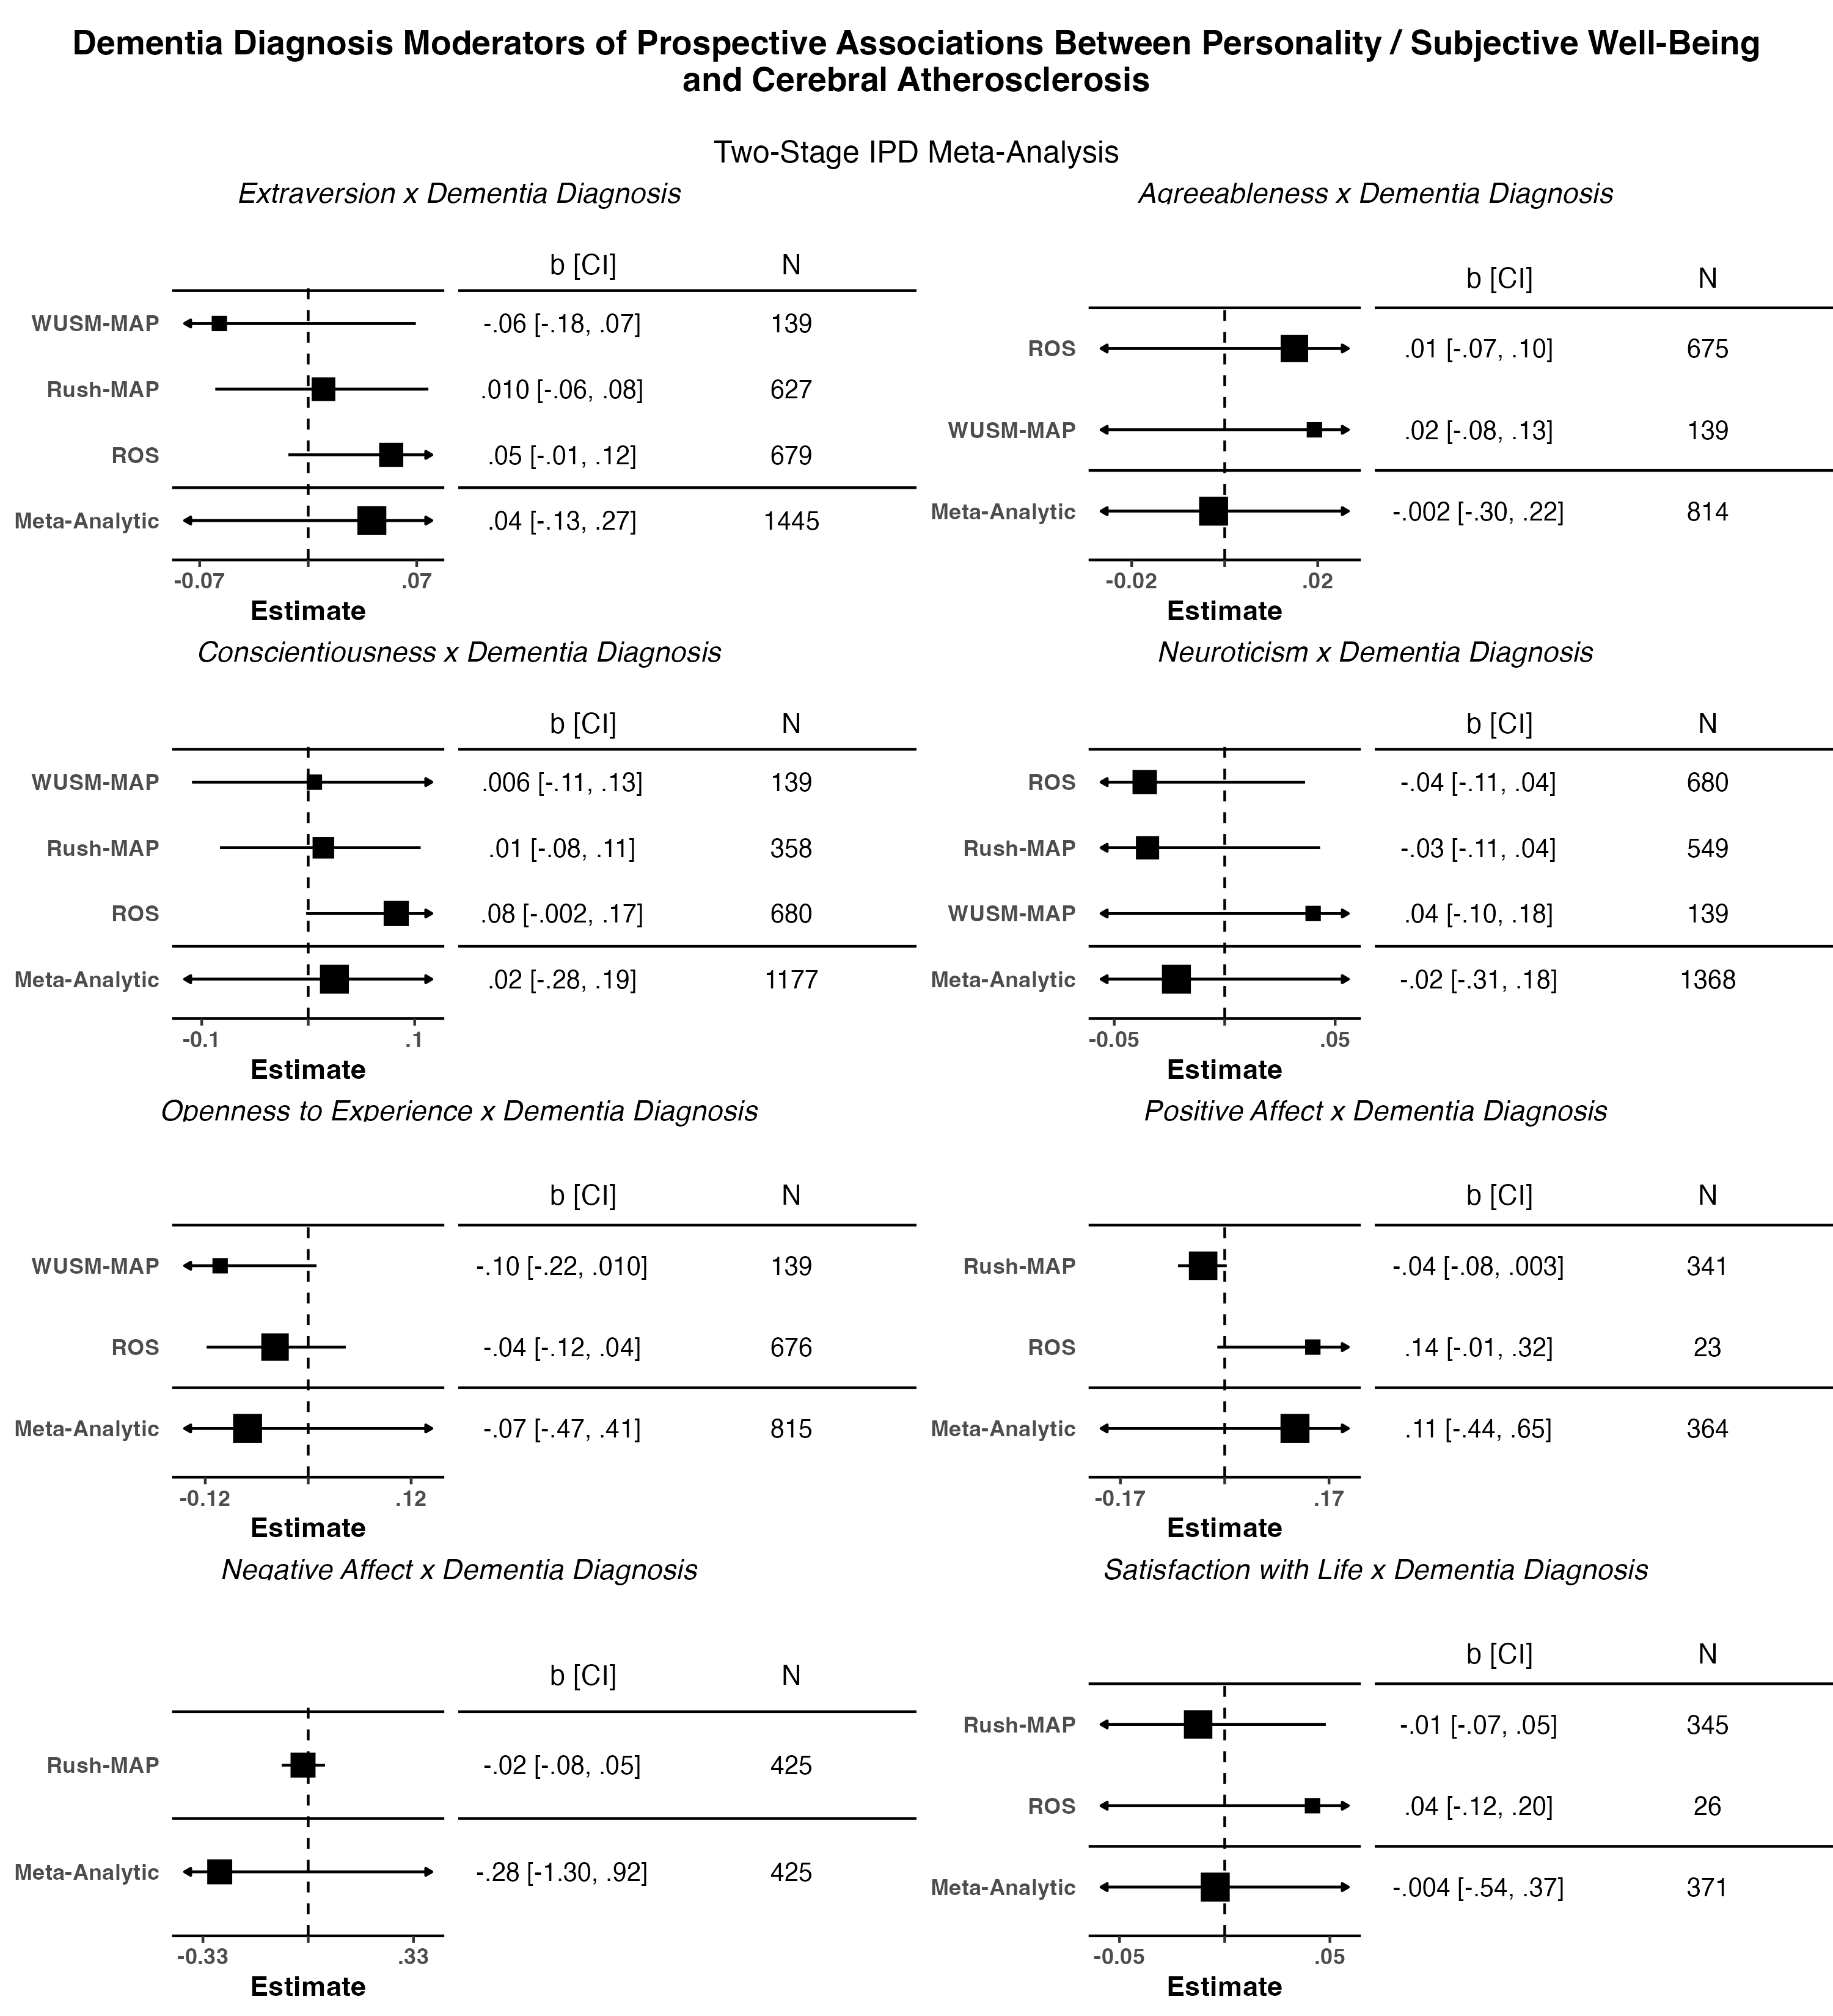 Dementia Diagnosis Moderators of Prospective Associations Between Personality / Subjective Well-Being
and Cerebral Atherosclerosis
Two-Stage IPD Meta-Analysis
Extraversion x Dementia Diagnosis
b [CI] N
WUSM-MAP -.06 [-.18, .07] 139
Rush-MAP .010 [-.06, .08] 627
ROS .05 [-.01, .12] 679
Meta-Analytic .04 [-.13, .27] 1445
-0.07 .07
Estimate
Agreeableness x Dementia Diagnosis
b [CI] N
ROS .01 [-.07, .10] 675
WUSM-MAP .02 [-.08, .13] 139
Meta-Analytic -.002 [-.30, .22] 814
-0.02 .02
Estimate
Conscientiousness x Dementia Diagnosis
b [CI] N
WUSM-MAP .006 [-.11, .13] 139
Rush-MAP .01 [-.08, .11] 358
ROS .08 [-.002, .17] 680
Meta-Analytic .02 [-.28, .19] 1177
-0.1 .1
Estimate
Neuroticism x Dementia Diagnosis
b [CI] N
ROS -.04 [-.11, .04] 680
Rush-MAP -.03 [-.11, .04] 549
WUSM-MAP .04 [-.10, .18] 139
Meta-Analytic -.02 [-.31, .18] 1368
-0.05 .05
Estimate
Openness to Experience x Dementia Diagnosis
b [CI] N
WUSM-MAP -.10 [-.22, .010] 139
ROS -.04 [-.12, .04] 676
Meta-Analytic -.07 [-.47, .41] 815
-0.12 .12
Estimate
Positive Affect x Dementia Diagnosis
b [CI] N
Rush-MAP -.04 [-.08, .003] 341
ROS .14 [-.01, .32] 23
Meta-Analytic .11 [-.44, .65] 364
-0.17 .17
Estimate
Negative Affect x Dementia Diagnosis
b [CI] N
Rush-MAP -.02 [-.08, .05] 425
Meta-Analytic -.28 [-1.30, .92] 425
-0.33 .33
Estimate
Satisfaction with Life x Dementia Diagnosis
b [CI] N
Rush-MAP -.01 [-.07, .05] 345
ROS .04 [-.12, .20] 26
Meta-Analytic -.004 [-.54, .37] 371
-0.05 .05
Estimate